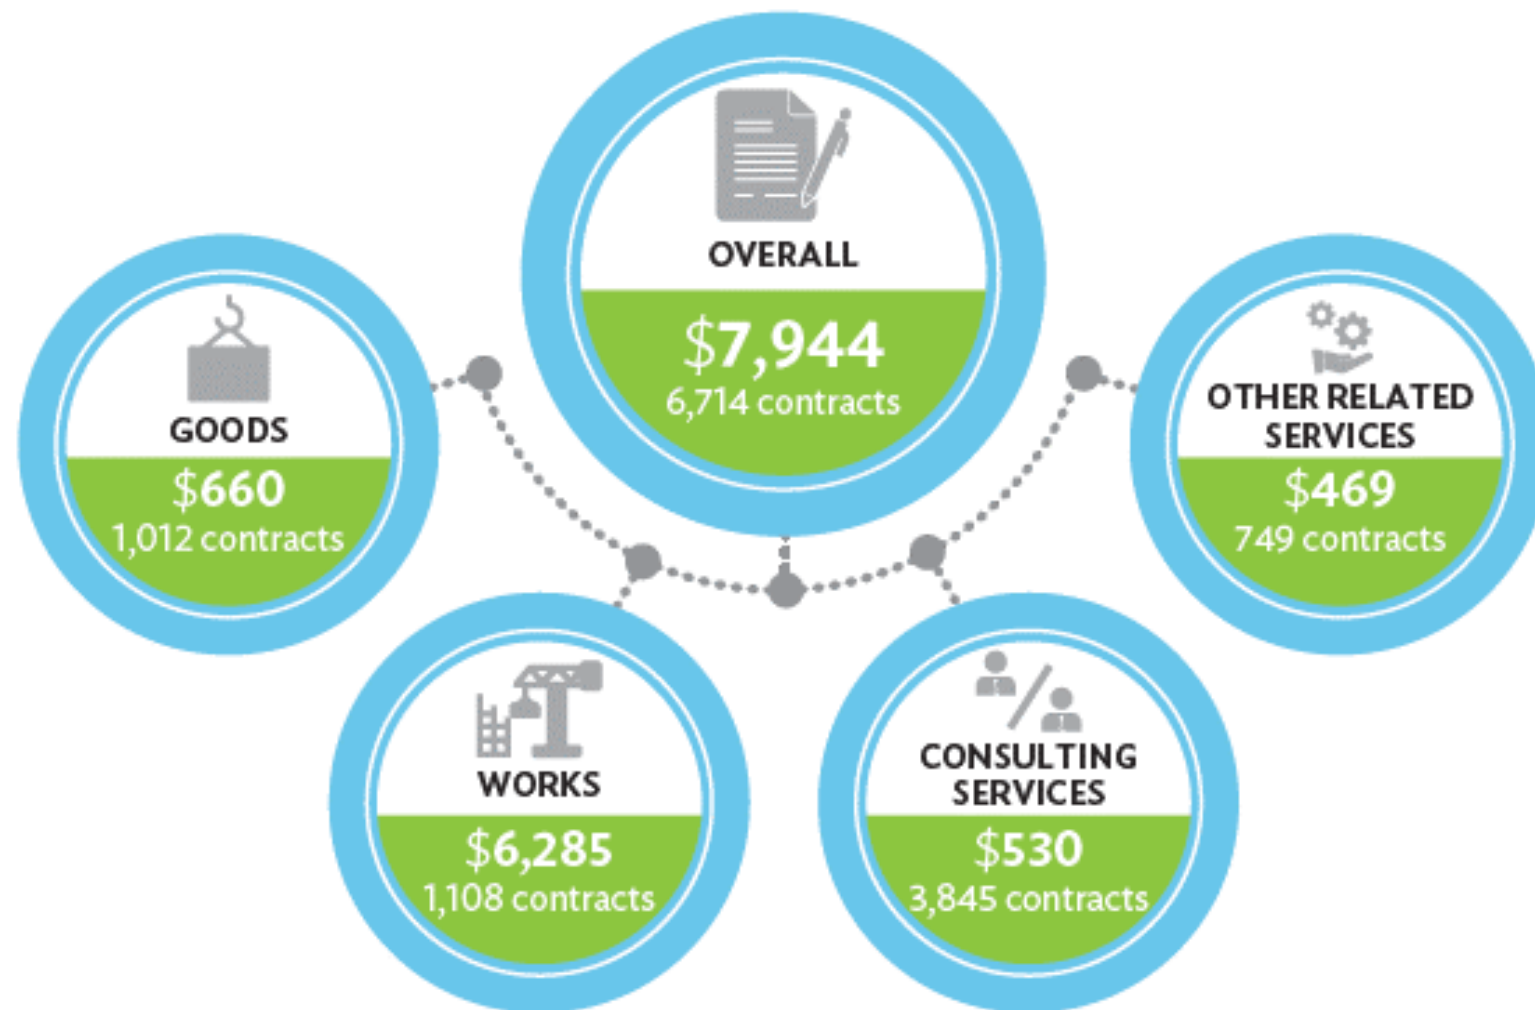 OVERALL
$7,944
6,714 contracts
GOODS
$660
1,012 contracts
OTHER RELATED
SERVICES
$469
749 contracts
WORKS
$6,285
1,108 contracts
CONSULTING
SERVICES
$530
3,845 contracts